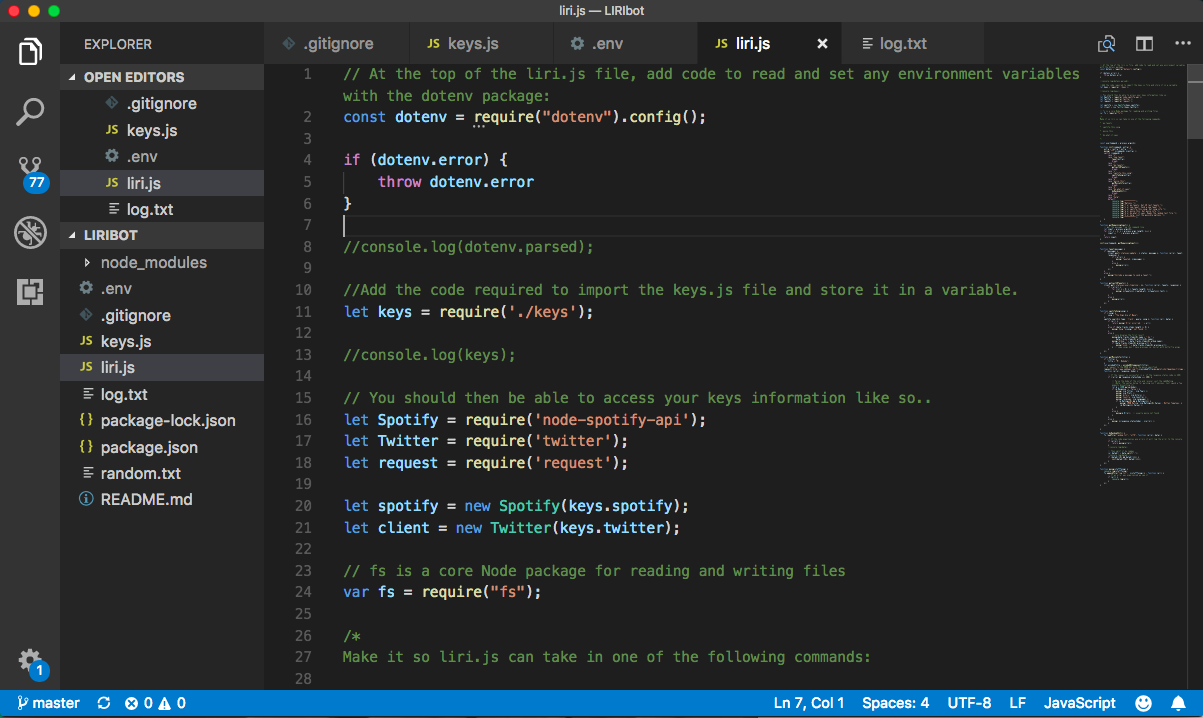 liri.js — LIRIbot
EXPLORER
OPEN EDITORS
.gitignore
JS keys.js
.env
JS liri.js
log.txt
LIRIBOT
node_modules
.env
.gitignore
JS keys.js
JS liri.js
log.txt
{} package-lock.json
{} package.json
random.txt
README.md
77
1
.gitignore JS keys.js .env JS liri.js × log.txt
1 // At the top of the liri.js file, add code to read and set any environment variables
with the dotenv package:
2 const dotenv = require("dotenv").config();
3
4 if (dotenv.error) {
5     throw dotenv.error
6 }
7
8 //console.log(dotenv.parsed);
9
10 //Add the code required to import the keys.js file and store it in a variable.
11 let keys = require('./keys');
12
13 //console.log(keys);
14
15 // You should then be able to access your keys information like so..
16 let Spotify = require('node-spotify-api');
17 let Twitter = require('twitter');
18 let request = require('request');
19
20 let spotify = new Spotify(keys.spotify);
21 let client = new Twitter(keys.twitter);
22
23 // fs is a core Node package for reading and writing files
24 var fs = require("fs");
25
26 /*
27 Make it so liri.js can take in one of the following commands:
28
master 0 0 Ln 7, Col 1 Spaces: 4 UTF-8 LF JavaScript